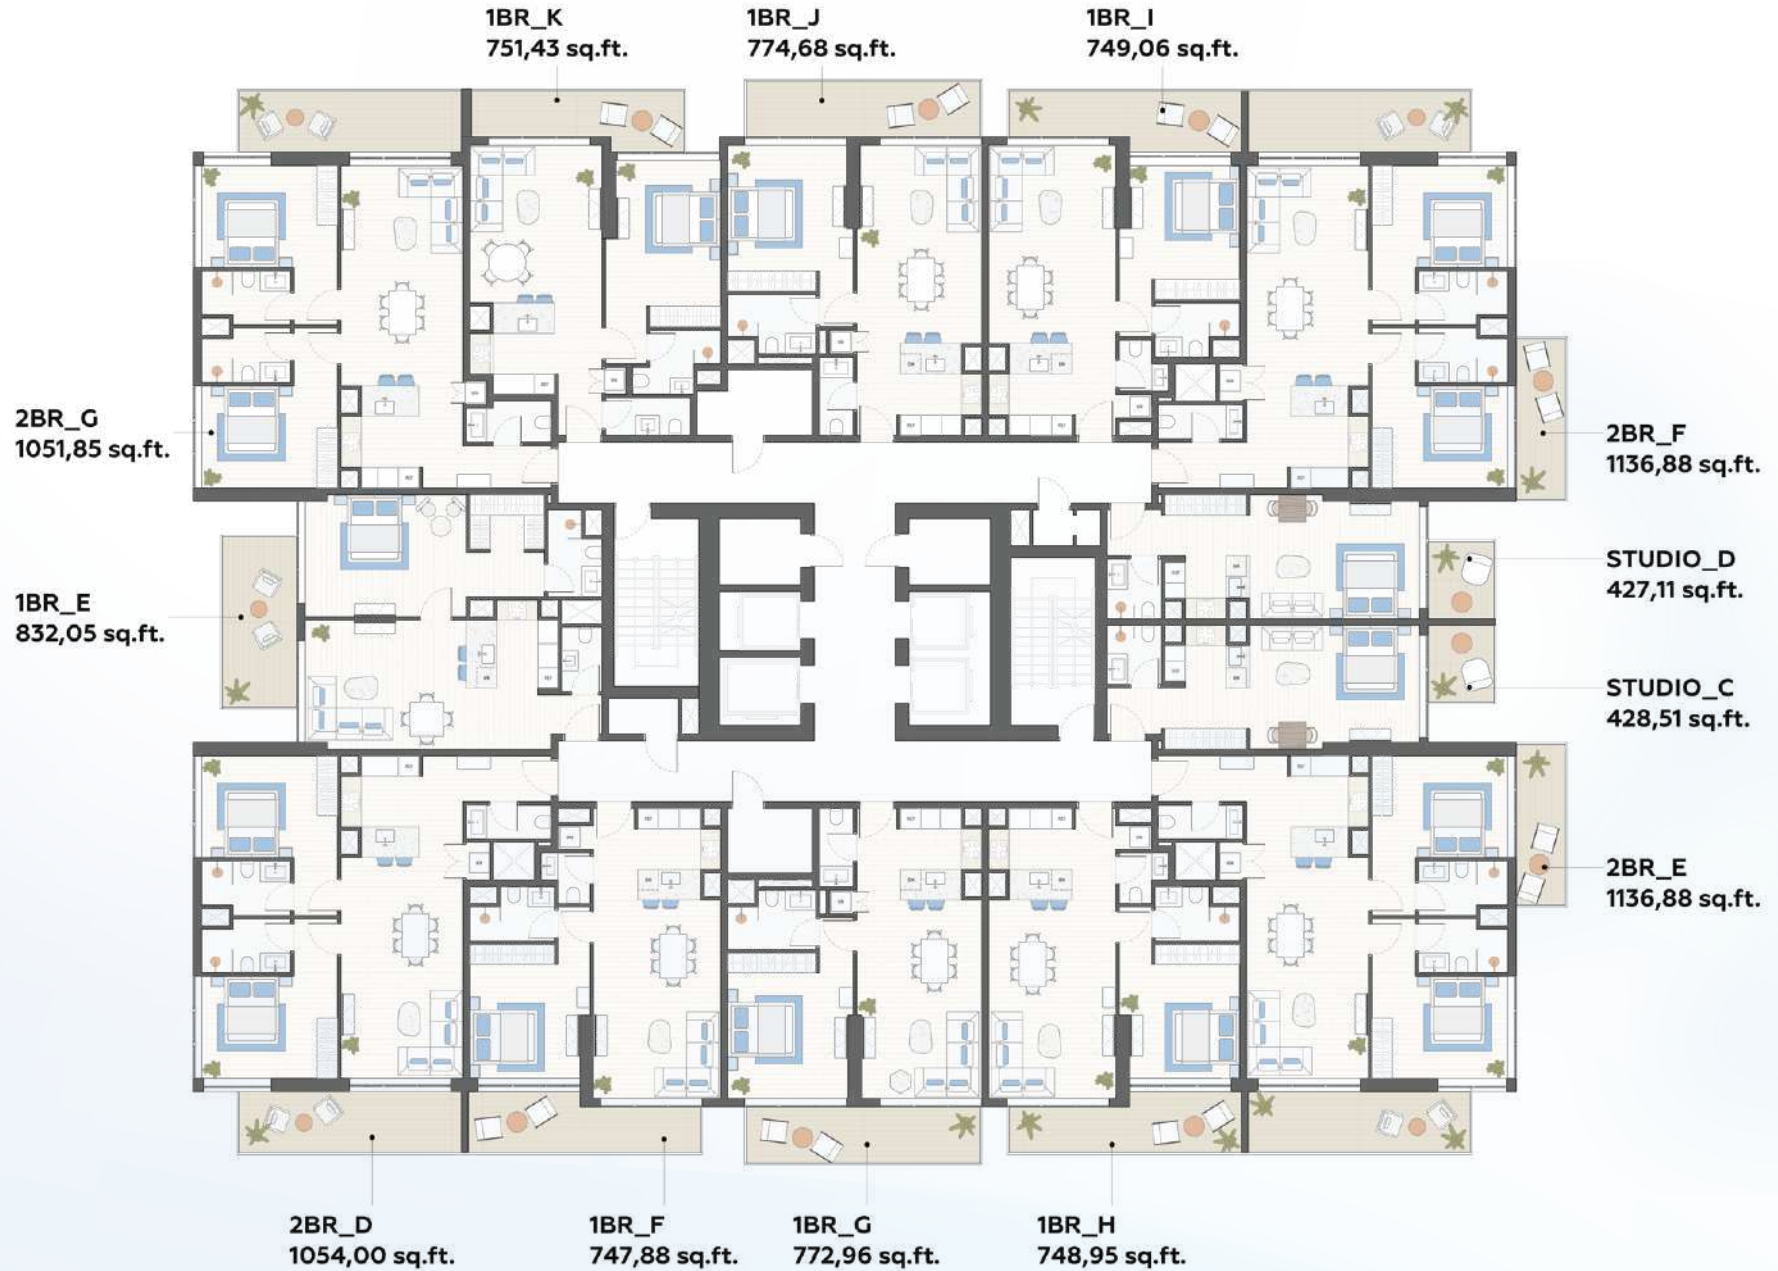 1BR_K
751,43 sq.ft.
1BR_J
774,68 sq.ft.
1BR_I
749,06 sq.ft.
2BR_G
1051,85 sq.ft.
2BR_F
1136,88 sq.ft.
STUDIO_D
427,11 sq.ft.
1BR_E
832,05 sq.ft.
STUDIO_C
428,51 sq.ft.
2BR_E
1136,88 sq.ft.
2BR_D
1054,00 sq.ft.
1BR_F
747,88 sq.ft.
1BR_G
772,96 sq.ft.
1BR_H
748,95 sq.ft.